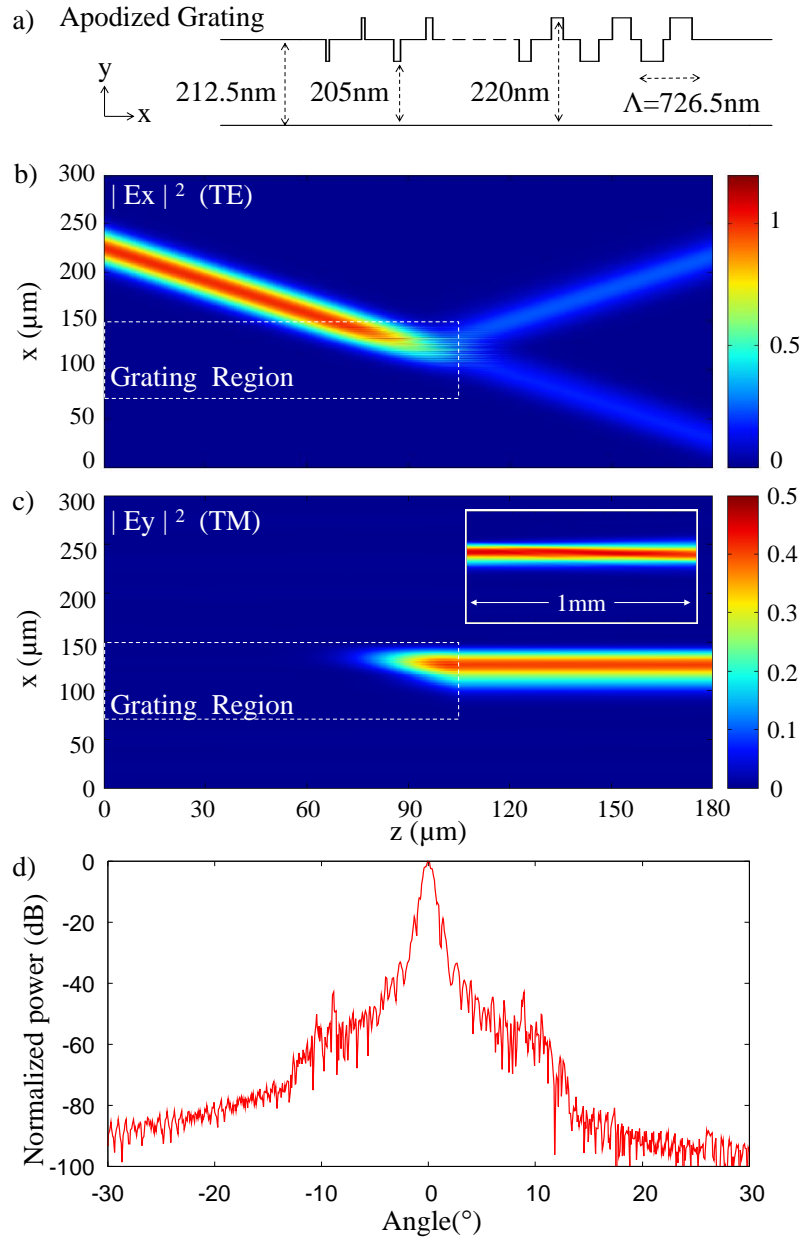 a) Apodized Grating
212.5nm 205nm 220nm Λ=726.5nm
y
x
b)
| Ex | ² (TE)
Grating Region
300
250
200
150
100
50
0
x (μm)
1
0.5
0
c)
| Ey | ² (TM)
1mm
Grating Region
300
250
200
150
100
50
0
x (μm)
0 30 60 90 120 150 180
z (μm)
0.5
0.4
0.3
0.2
0.1
0
d)
0
-20
-40
-60
-80
-100
Normalized power (dB)
-30 -20 -10 0 10 20 30
Angle(°)